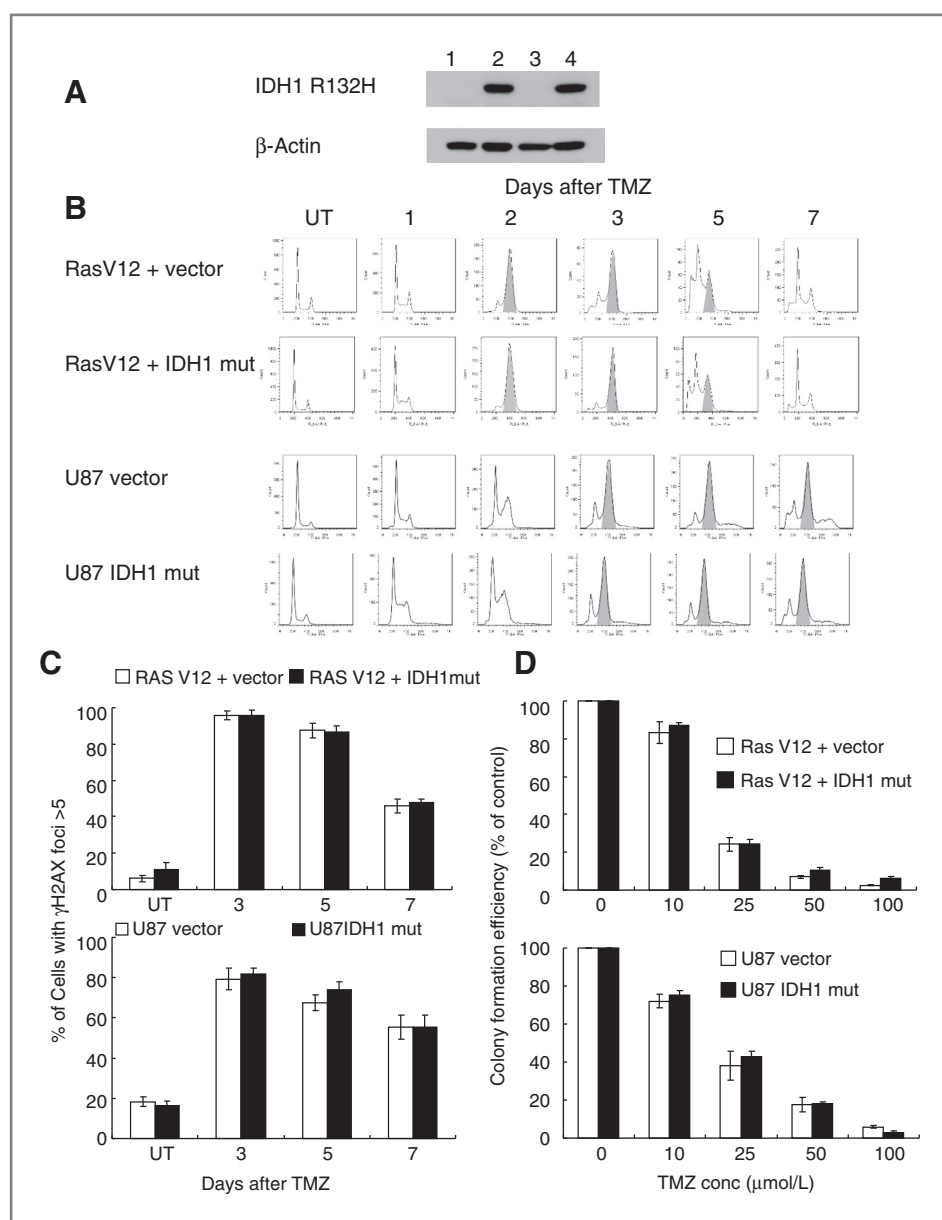 A
1 2 3 4
IDH1 R132H
β-Actin
B
Days after TMZ
UT 1 2 3 5 7
RasV12 + vector
RasV12 + IDH1 mut
U87 vector
U87 IDH1 mut
C
RAS V12 + vector RAS V12 + IDH1mut
% of Cells with γH2AX foci >5
100
80
60
40
20
0
UT 3 5 7
U87 vector U87IDH1 mut
100
80
60
40
20
0
UT 3 5 7
Days after TMZ
D
Colony formation efficiency (% of control)
100
80
60
40
20
0
Ras V12 + vector
Ras V12 + IDH1 mut
0 10 25 50 100
100
80
60
40
20
0
U87 vector
U87 IDH1 mut
0 10 25 50 100
TMZ conc (μmol/L)